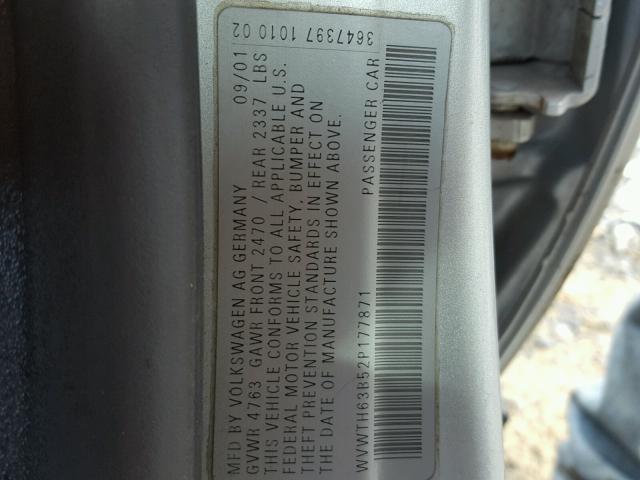 MFD BY VOLKSWAGEN AG GERMANY 09/01
GVWR 4763 GAWR FRONT 2470 / REAR 2337 LBS
THIS VEHICLE CONFORMS TO ALL APPLICABLE U.S.
FEDERAL MOTOR VEHICLE SAFETY, BUMPER AND
THEFT PREVENTION STANDARDS IN EFFECT ON
THE DATE OF MANUFACTURE SHOWN ABOVE.
WVWTH63B52P177871 PASSENGER CAR
3647397 1010 02